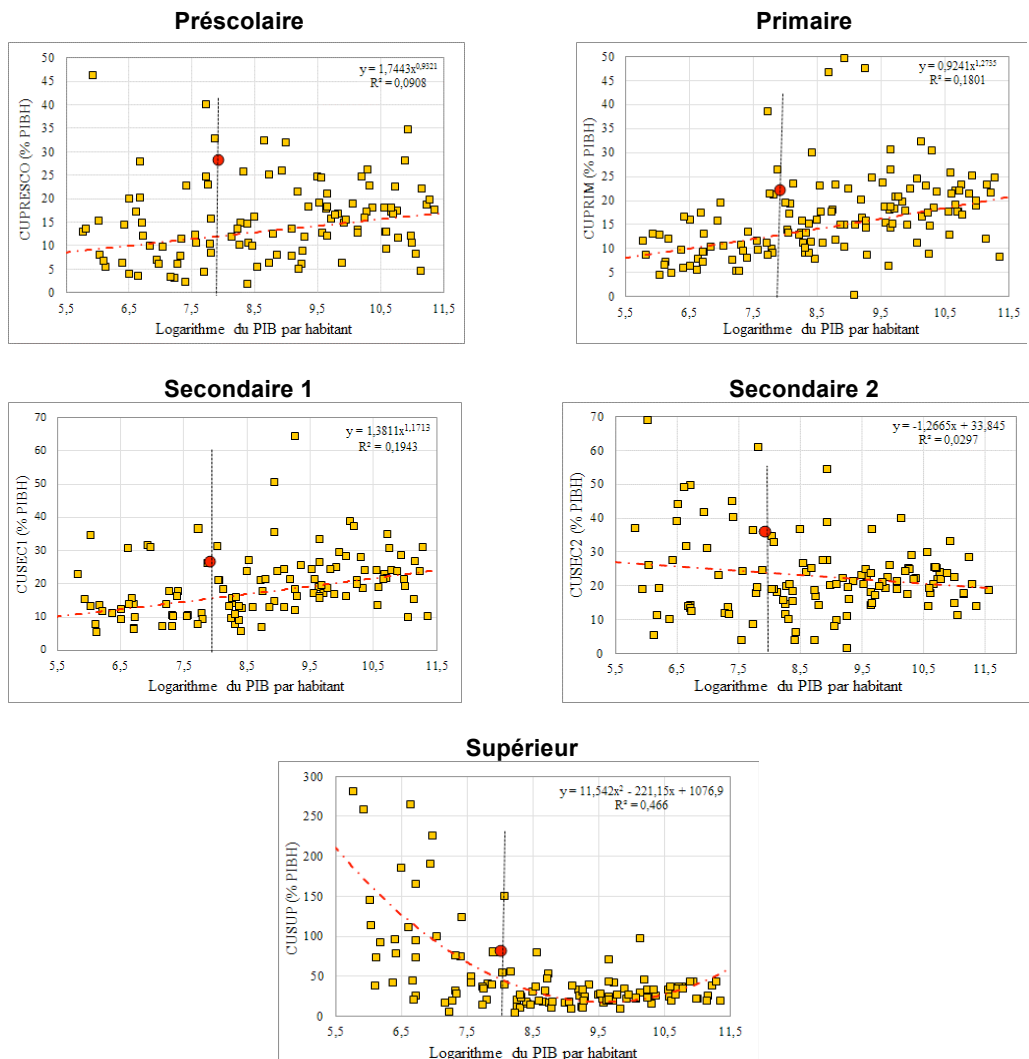 Préscolaire
50
45
40
35
30
25
20
15
10
5
0
CUPRESCO (% PIBH)
y = 1,7443x^0,9321
R² = 0,0908
5,5 6,5 7,5 8,5 9,5 10,5 11,5
Logarithme du PIB par habitant
Primaire
50
45
40
35
30
25
20
15
10
5
0
CUPRIM (% PIBH)
y = 0,9241x^1,2735
R² = 0,1801
5,5 6,5 7,5 8,5 9,5 10,5 11,5
Logarithme du PIB par habitant
Secondaire 1
70
60
50
40
30
20
10
0
CUSEC1 (% PIBH)
y = 1,3811x^1,1713
R² = 0,1943
5,5 6,5 7,5 8,5 9,5 10,5 11,5
Logarithme du PIB par habitant
Secondaire 2
70
60
50
40
30
20
10
0
CUSEC2 (% PIBH)
y = -1,2665x + 33,845
R² = 0,0297
5,5 6,5 7,5 8,5 9,5 10,5 11,5
Logarithme du PIB par habitant
Supérieur
300
250
200
150
100
50
0
CUSUP (% PIBH)
y = 11,542x² - 221,15x + 1076,9
R² = 0,466
5,5 6,5 7,5 8,5 9,5 10,5 11,5
Logarithme du PIB par habitant